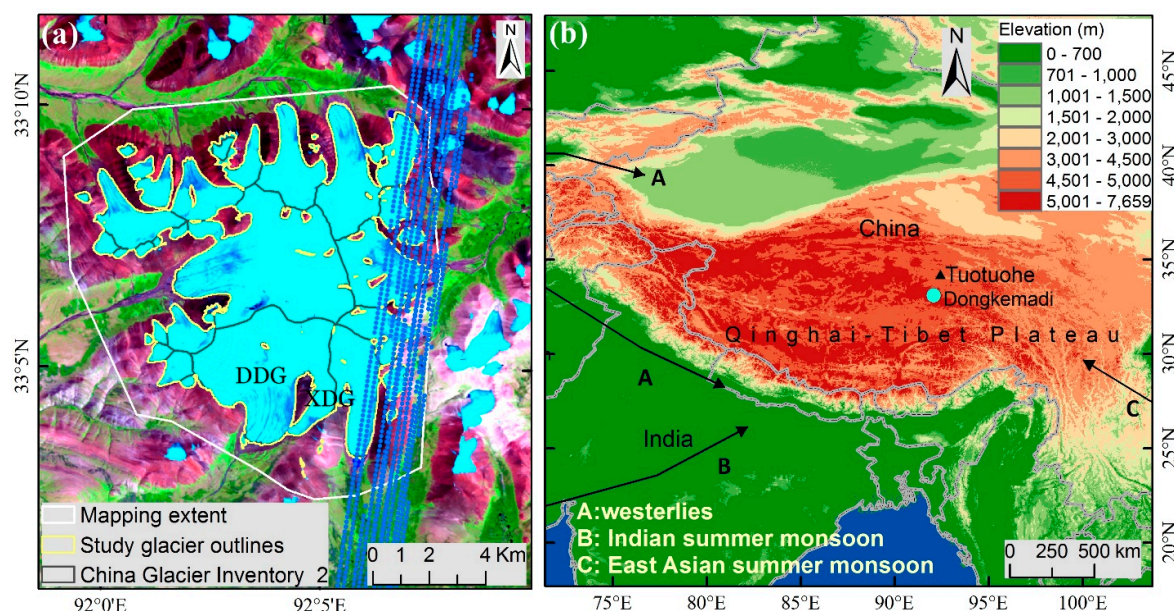 (a)
N
33°10'N
33°5'N
DDG
XDG
Mapping extent
Study glacier outlines
China Glacier Inventory 2
0 1 2 4 Km
92°0'E
92°5'E
(b)
N
Elevation (m)
0 - 700
701 - 1,000
1,001 - 1,500
1,501 - 2,000
2,001 - 3,000
3,001 - 4,500
4,501 - 5,000
5,001 - 7,659
45°N
40°N
35°N
30°N
25°N
20°N
A
China
Tuotuohe
Dongkemadi
Qinghai-Tibet Plateau
A
C
India
B
A:westerlies
B: Indian summer monsoon
C: East Asian summer monsoon
0 250 500 km
75°E
80°E
85°E
90°E
95°E
100°E